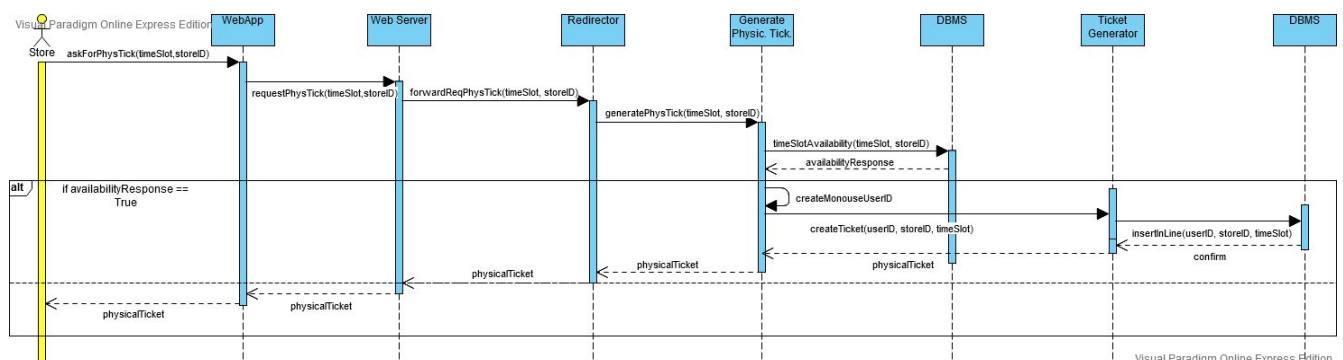 Visual Paradigm Online Express Edition
Store
WebApp
Web Server
Redirector
Generate
Physic. Tick.
DBMS
Ticket
Generator
DBMS
askForPhysTick(timeSlot,storeID)
requestPhysTick(timeSlot,storeID)
forwardReqPhysTick(timeSlot, storeID)
generatePhysTick(timeSlot, storeID)
timeSlotAvailability(timeSlot, storeID)
availabilityResponse
alt
if availabilityResponse ==
True
createMonouseUserID
createTicket(userID, storeID, timeSlot)
insertInLine(userID, storeID, timeSlot)
confirm
physicalTicket
physicalTicket
physicalTicket
physicalTicket
physicalTicket
Visual Paradigm Online Express Edition